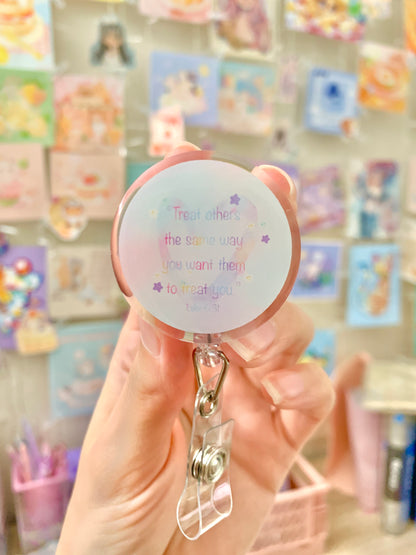 "Treat others
the same way
you want them
to treat you."
Luke 6:31